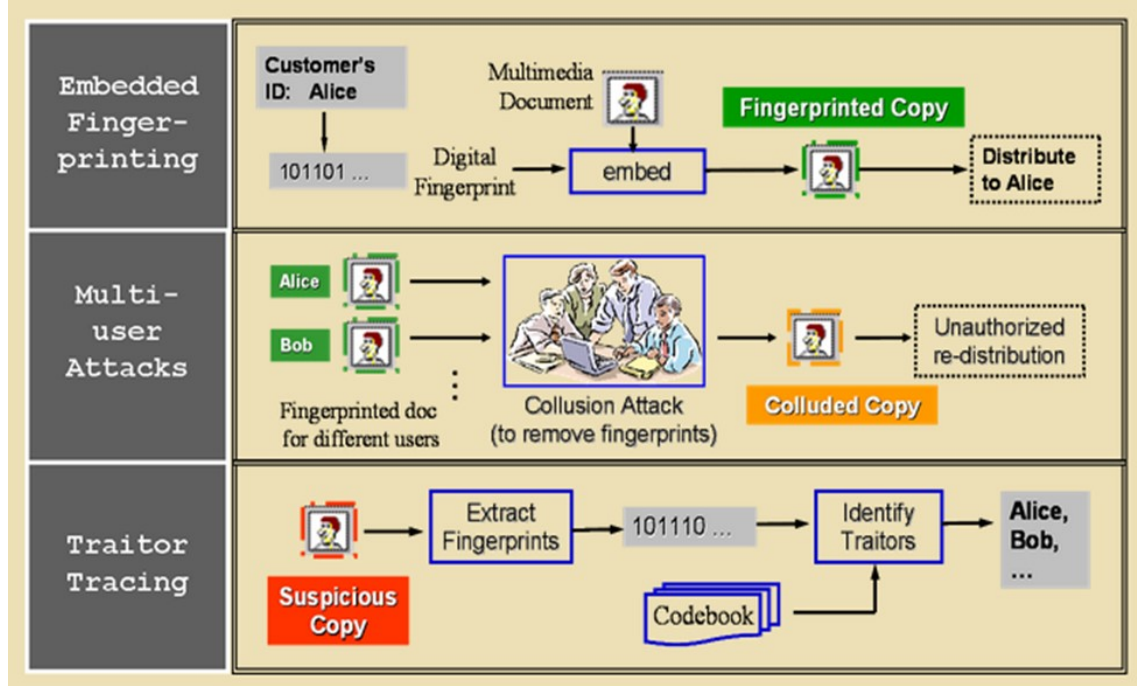 Embedded
Finger-
printing
Customer's
ID: Alice
101101 ...
Digital
Fingerprint
Multimedia
Document
embed
Fingerprinted Copy
Distribute
to Alice
Multi-
user
Attacks
Alice
Bob
Fingerprinted doc
for different users
Collusion Attack
(to remove fingerprints)
Colluded Copy
Unauthorized
re-distribution
Traitor
Tracing
Suspicious
Copy
Extract
Fingerprints
101110 ...
Codebook
Identify
Traitors
Alice,
Bob,
...